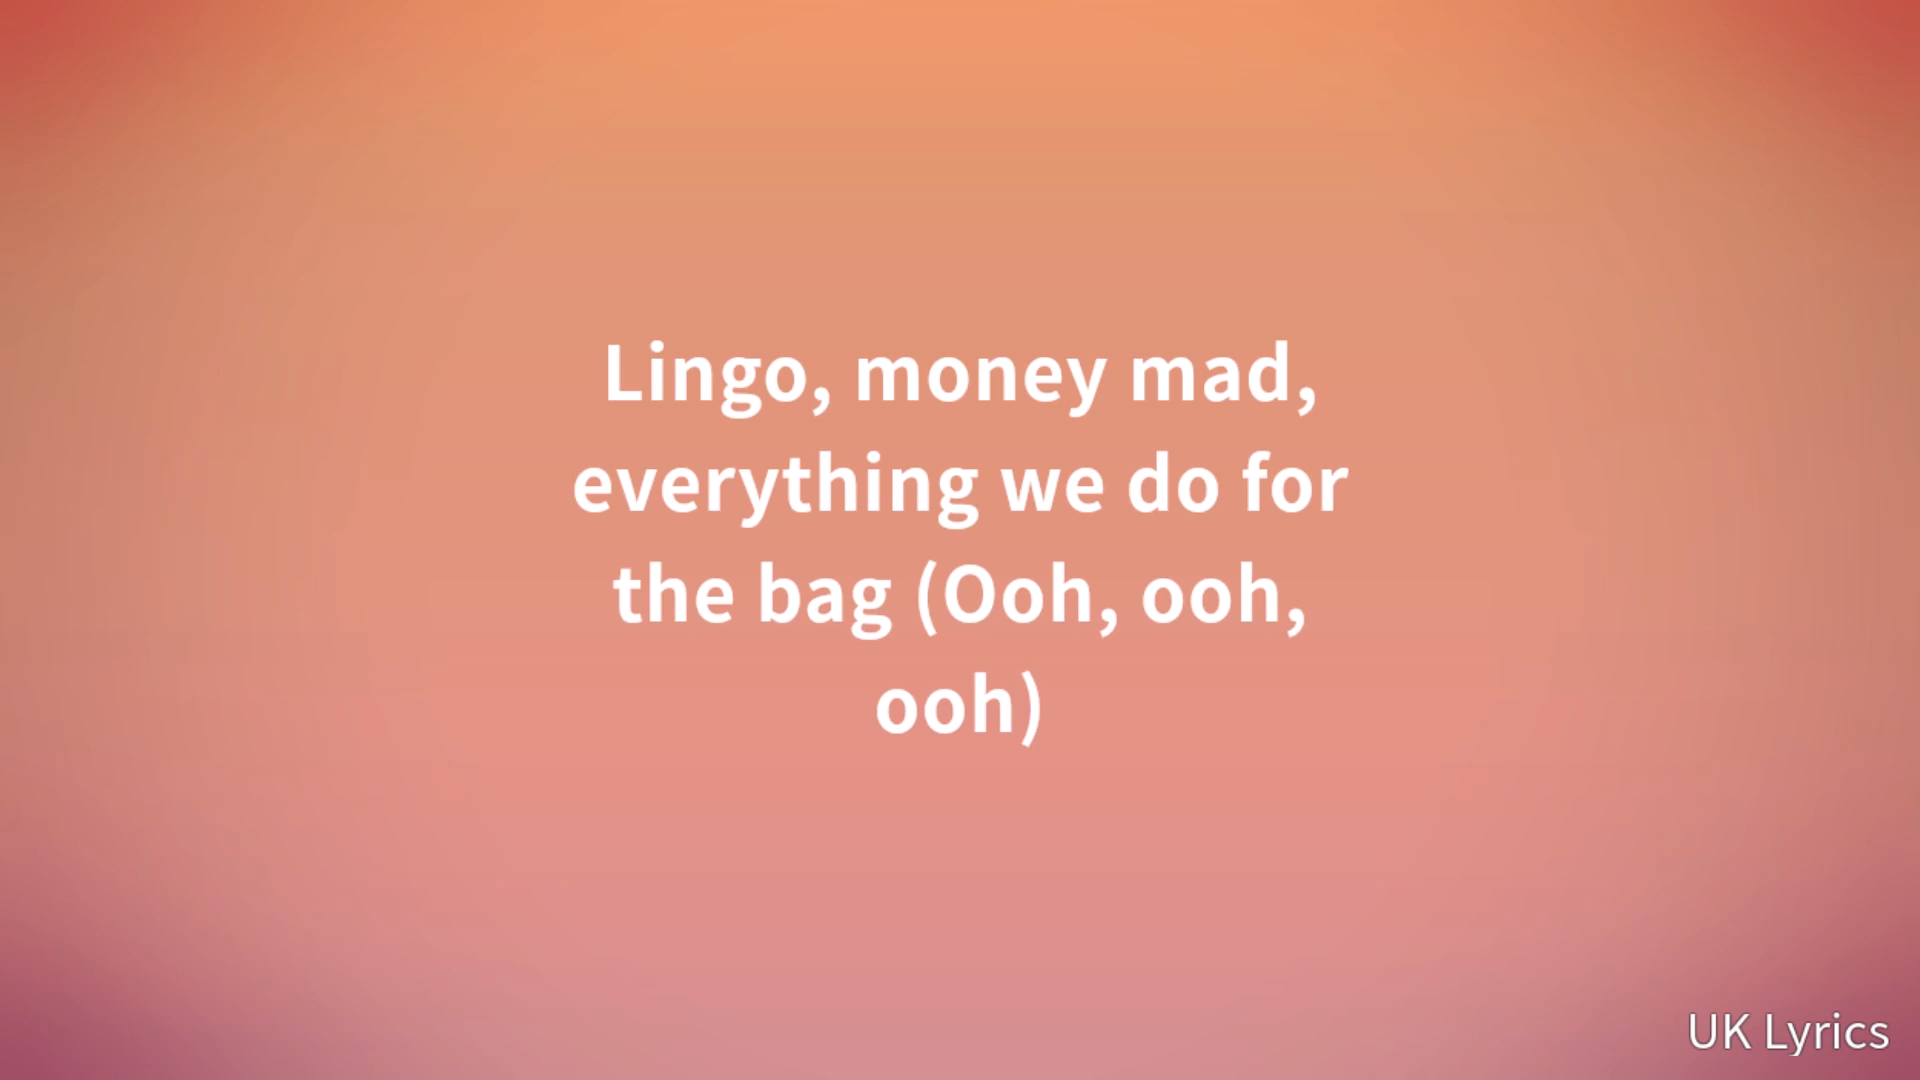 Lingo, money mad,
everything we do for
the bag (Ooh, ooh,
ooh)
UK Lyrics